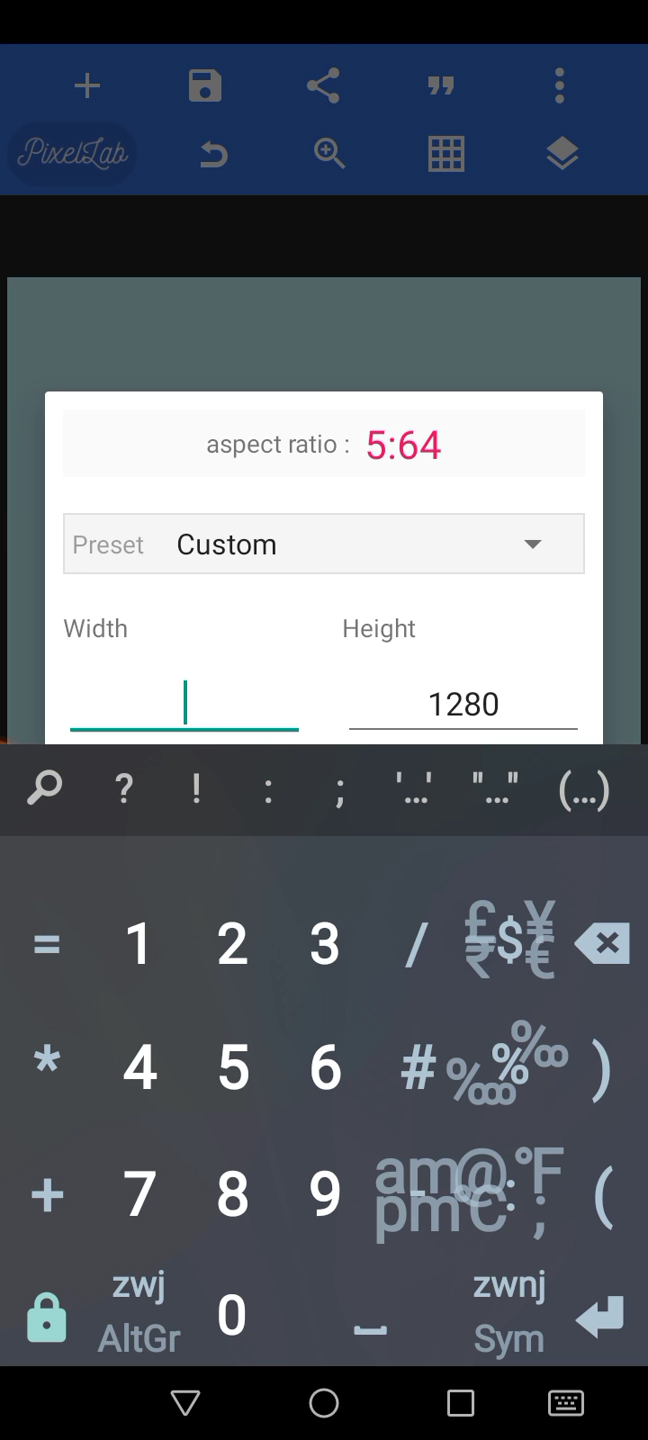 PixelLab
aspect ratio : 5:64
Preset Custom
Width Height
1280
? ! : ; '...' "..." (...)
= 1 2 3 / £ $ ¥ ₹ €
* 4 5 6 # % ‰ ‱ )
+ 7 8 9 am pm - @ °F °C : ; (
zwj 0 zwnj
AltGr Sym